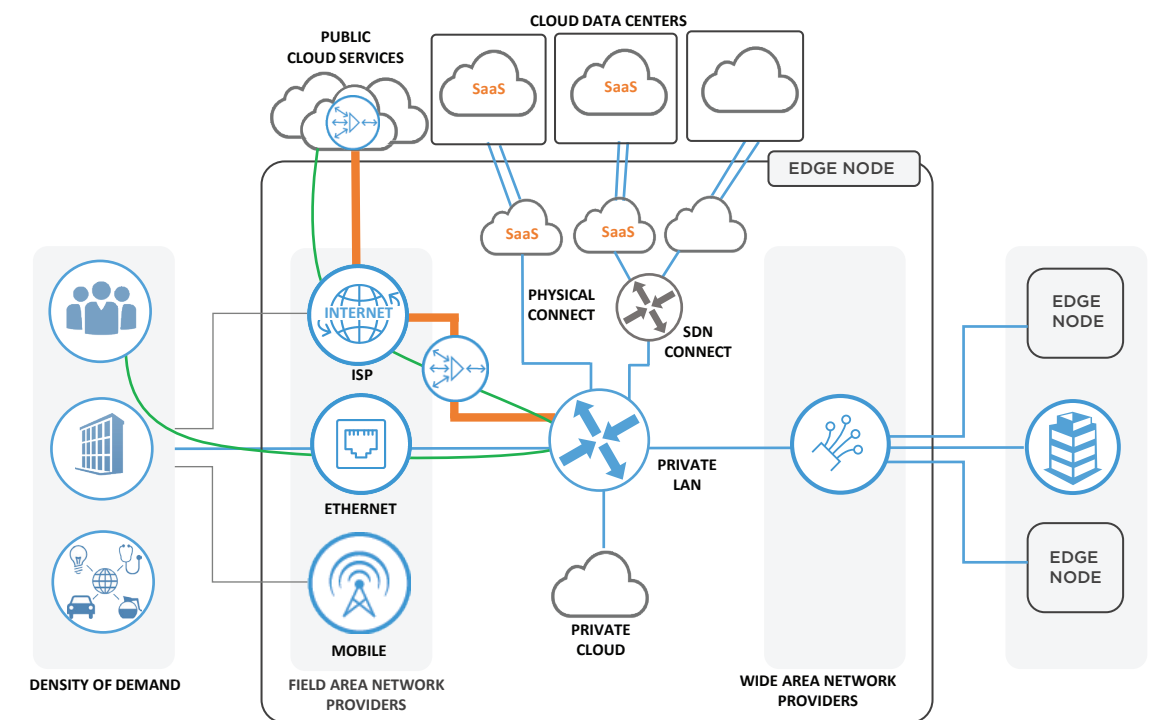 CLOUD DATA CENTERS
PUBLIC
CLOUD SERVICES
SaaS
SaaS
EDGE NODE
SaaS
SaaS
PHYSICAL
CONNECT
SDN
CONNECT
INTERNET
ISP
ETHERNET
MOBILE
PRIVATE
LAN
PRIVATE
CLOUD
EDGE
NODE
EDGE
NODE
DENSITY OF DEMAND
FIELD AREA NETWORK
PROVIDERS
WIDE AREA NETWORK
PROVIDERS